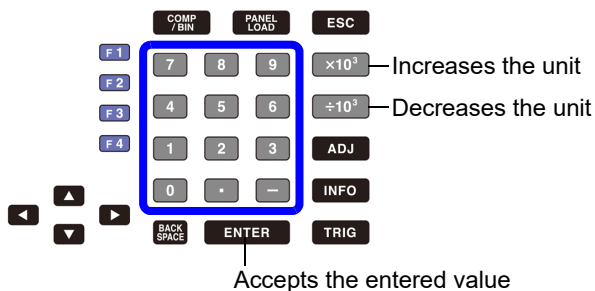 COMP /BIN
PANEL LOAD
ESC
F 1
7 8 9 ×10³ Increases the unit
F 2
4 5 6 ÷10³ Decreases the unit
F 3
F 4
1 2 3 ADJ
0 . − INFO
BACK SPACE ENTER TRIG
Accepts the entered value